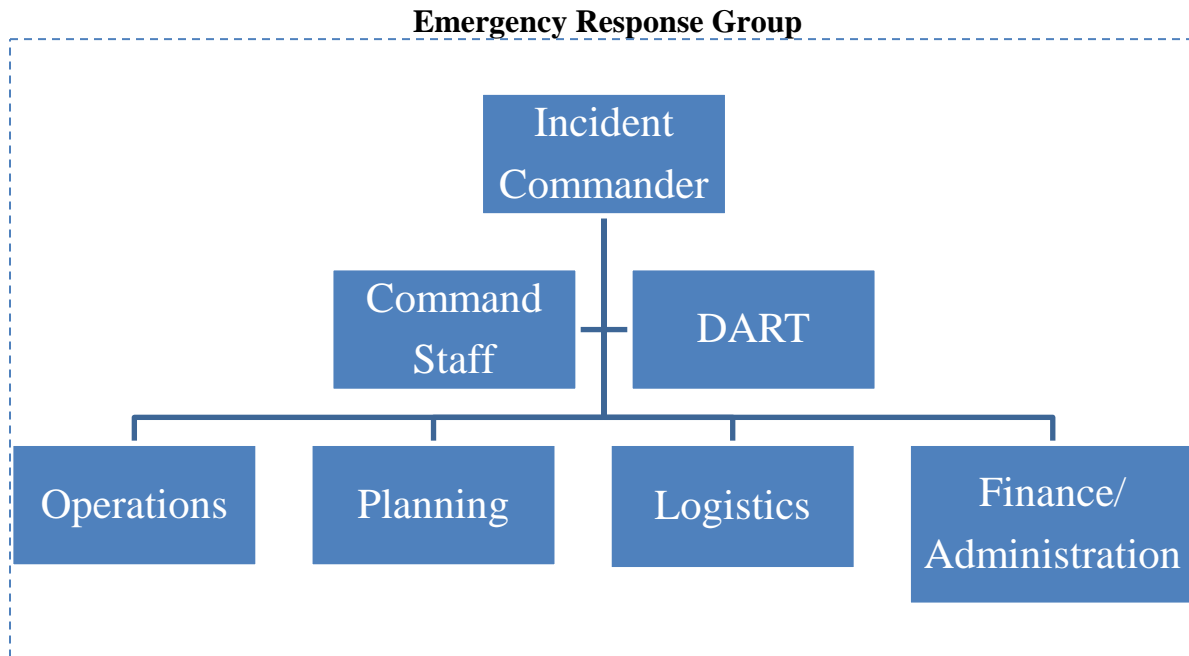 Emergency Response Group
Incident
Commander
Command
Staff
DART
Operations
Planning
Logistics
Finance/
Administration